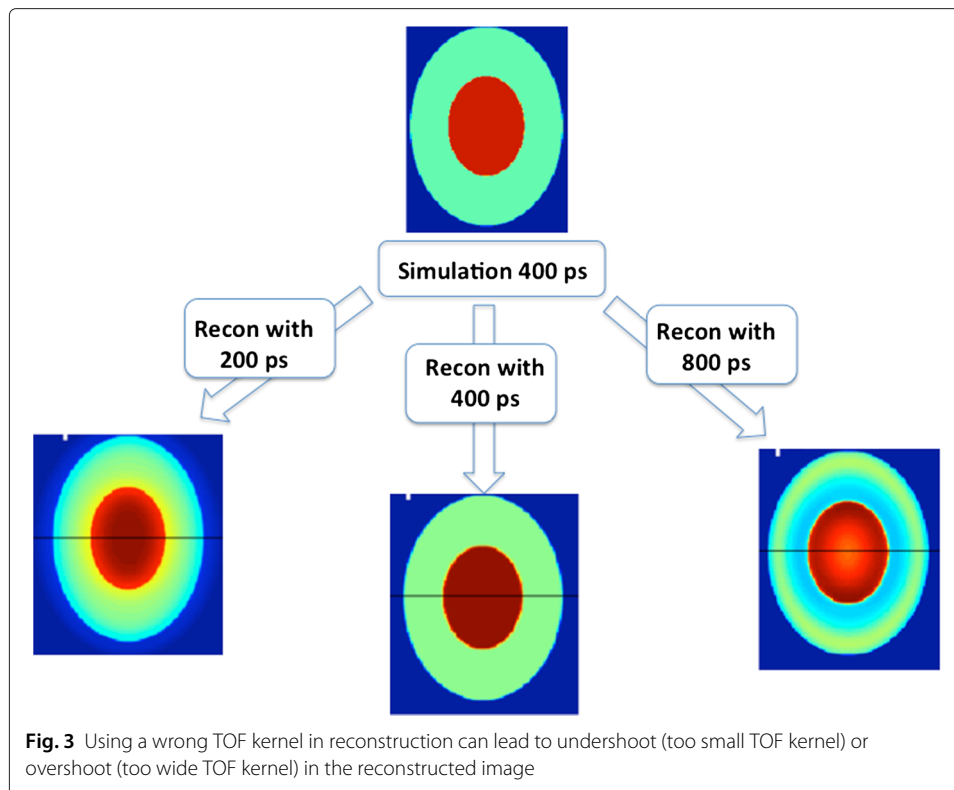 Simulation 400 ps
Recon with
200 ps
Recon with
400 ps
Recon with
800 ps
Fig. 3 Using a wrong TOF kernel in reconstruction can lead to undershoot (too small TOF kernel) or
overshoot (too wide TOF kernel) in the reconstructed image